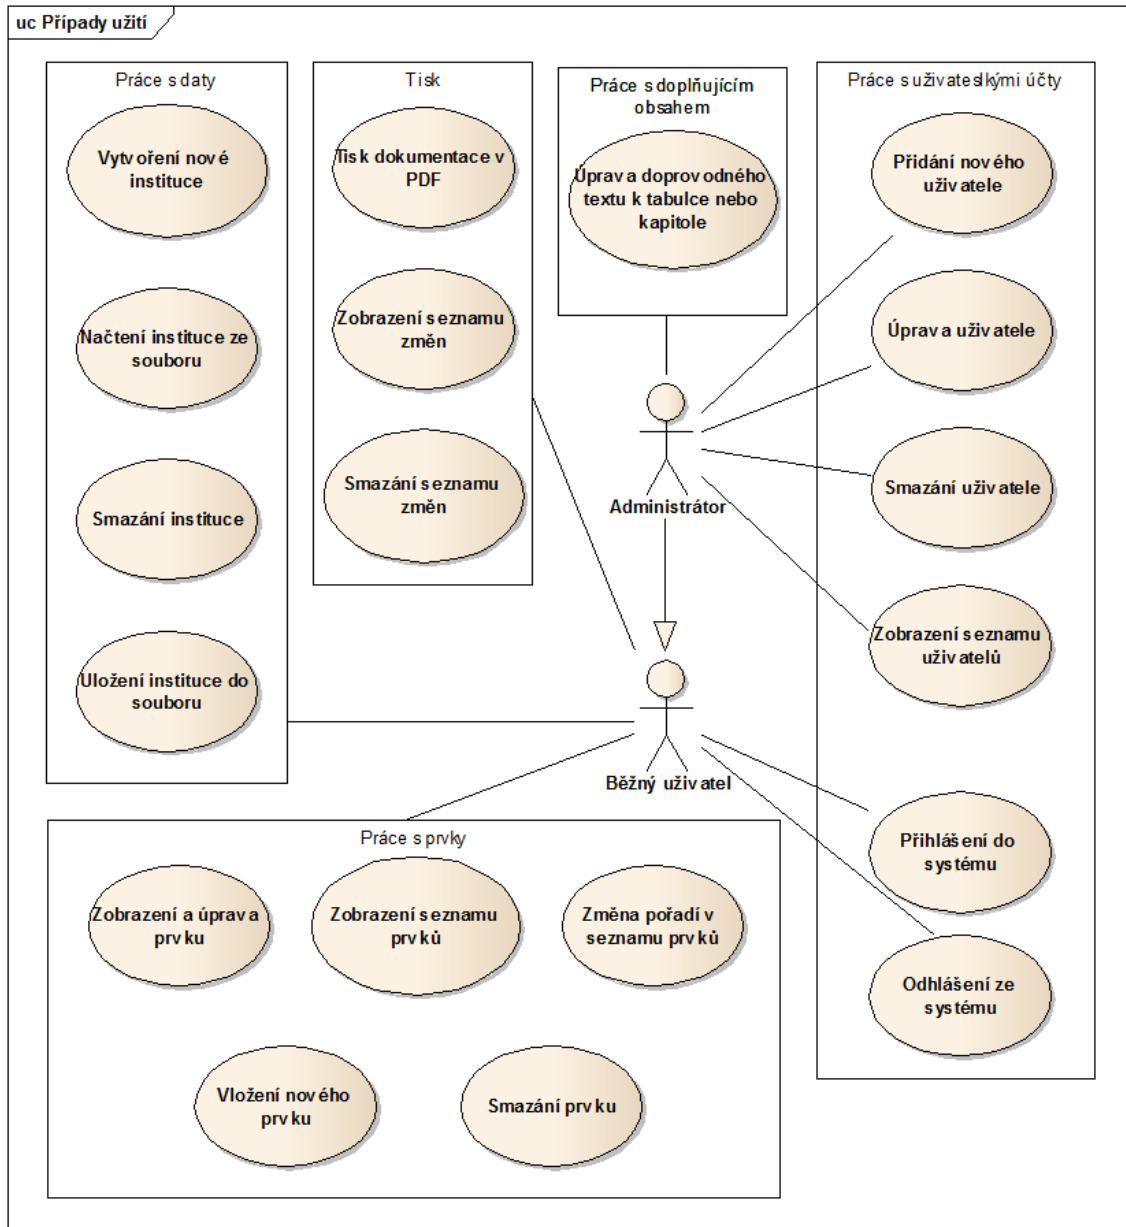 uc Případy užití
Práce s daty
Vytvoření nové
instituce
Načtení instituce ze
souboru
Smazání instituce
Uložení instituce do
souboru
Tisk
Tisk dokumentace v
PDF
Zobrazení seznamu
změn
Smazání seznamu
změn
Práce s doplňujícím
obsahem
Úprava doprovodného
textu k tabulce nebo
kapitole
Práce s uživateslkými účty
Přidání nového
uživatele
Úprava uživatele
Smazání uživatele
Zobrazení seznamu
uživatelů
Přihlášení do
systému
Odhlášení ze
systému
Administrátor
Běžný uživatel
Práce s prvky
Zobrazení a úprava
prvku
Zobrazení seznamu
prvků
Změna pořadí v
seznamu prvků
Vložení nového
prvku
Smazání prvku